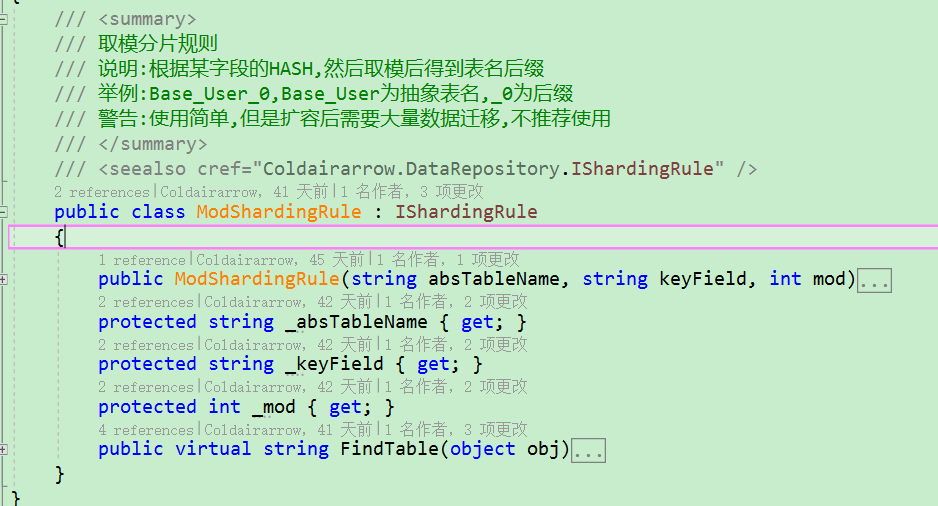 {
/// <summary>
/// 取模分片规则
/// 说明:根据某字段的HASH,然后取模后得到表名后缀
/// 举例:Base_User_0,Base_User为抽象表名,_0为后缀
/// 警告:使用简单,但是扩容后需要大量数据迁移,不推荐使用
/// </summary>
/// <seealso cref="Coldairarrow.DataRepository.IShardingRule" />
2 references|Coldairarrow, 41 天前|1 名作者, 3 项更改
public class ModShardingRule : IShardingRule
{
1 reference|Coldairarrow, 45 天前|1 名作者, 1 项更改
public ModShardingRule(string absTableName, string keyField, int mod)...
2 references|Coldairarrow, 42 天前|1 名作者, 2 项更改
protected string _absTableName { get; }
2 references|Coldairarrow, 42 天前|1 名作者, 2 项更改
protected string _keyField { get; }
2 references|Coldairarrow, 42 天前|1 名作者, 2 项更改
protected int _mod { get; }
4 references|Coldairarrow, 41 天前|1 名作者, 3 项更改
public virtual string FindTable(object obj)...
}
}